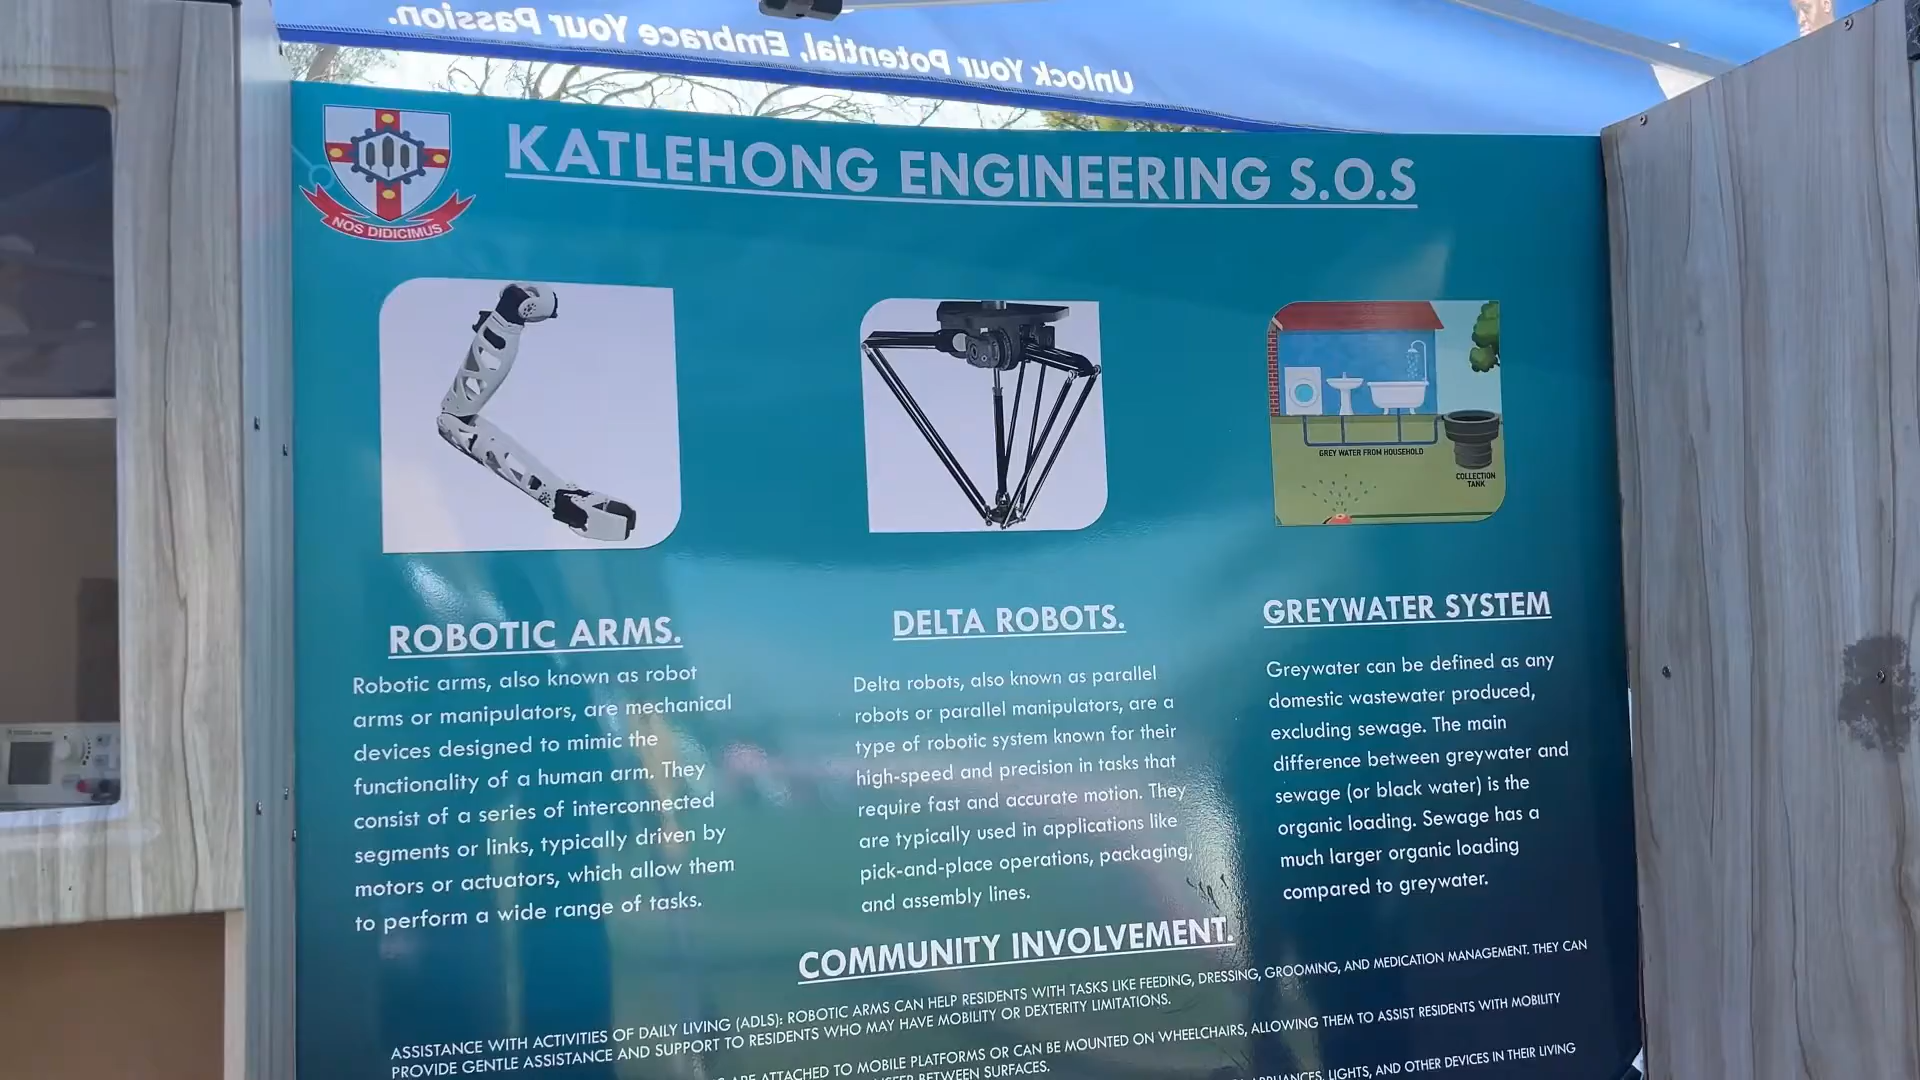 Unlock Your Potential, Embrace Your Passion.
KATLEHONG ENGINEERING S.O.S
NOS DIDICIMUS
GREY WATER FROM HOUSEHOLD
COLLECTION
TANK
ROBOTIC ARMS.
Robotic arms, also known as robot
arms or manipulators, are mechanical
devices designed to mimic the
functionality of a human arm. They
consist of a series of interconnected
segments or links, typically driven by
motors or actuators, which allow them
to perform a wide range of tasks.
DELTA ROBOTS.
Delta robots, also known as parallel
robots or parallel manipulators, are a
type of robotic system known for their
high-speed and precision in tasks that
require fast and accurate motion. They
are typically used in applications like
pick-and-place operations, packaging,
and assembly lines.
GREYWATER SYSTEM
Greywater can be defined as any
domestic wastewater produced,
excluding sewage. The main
difference between greywater and
sewage (or black water) is the
organic loading. Sewage has a
much larger organic loading
compared to greywater.
COMMUNITY INVOLVEMENT.
ASSISTANCE WITH ACTIVITIES OF DAILY LIVING (ADLS): ROBOTIC ARMS CAN HELP RESIDENTS WITH TASKS LIKE FEEDING, DRESSING, GROOMING, AND MEDICATION MANAGEMENT. THEY CAN
PROVIDE GENTLE ASSISTANCE AND SUPPORT TO RESIDENTS WHO MAY HAVE MOBILITY OR DEXTERITY LIMITATIONS.
ARE ATTACHED TO MOBILE PLATFORMS OR CAN BE MOUNTED ON WHEELCHAIRS, ALLOWING THEM TO ASSIST RESIDENTS WITH MOBILITY
BETWEEN SURFACES.
LIGHTS, AND OTHER DEVICES IN THEIR LIVING